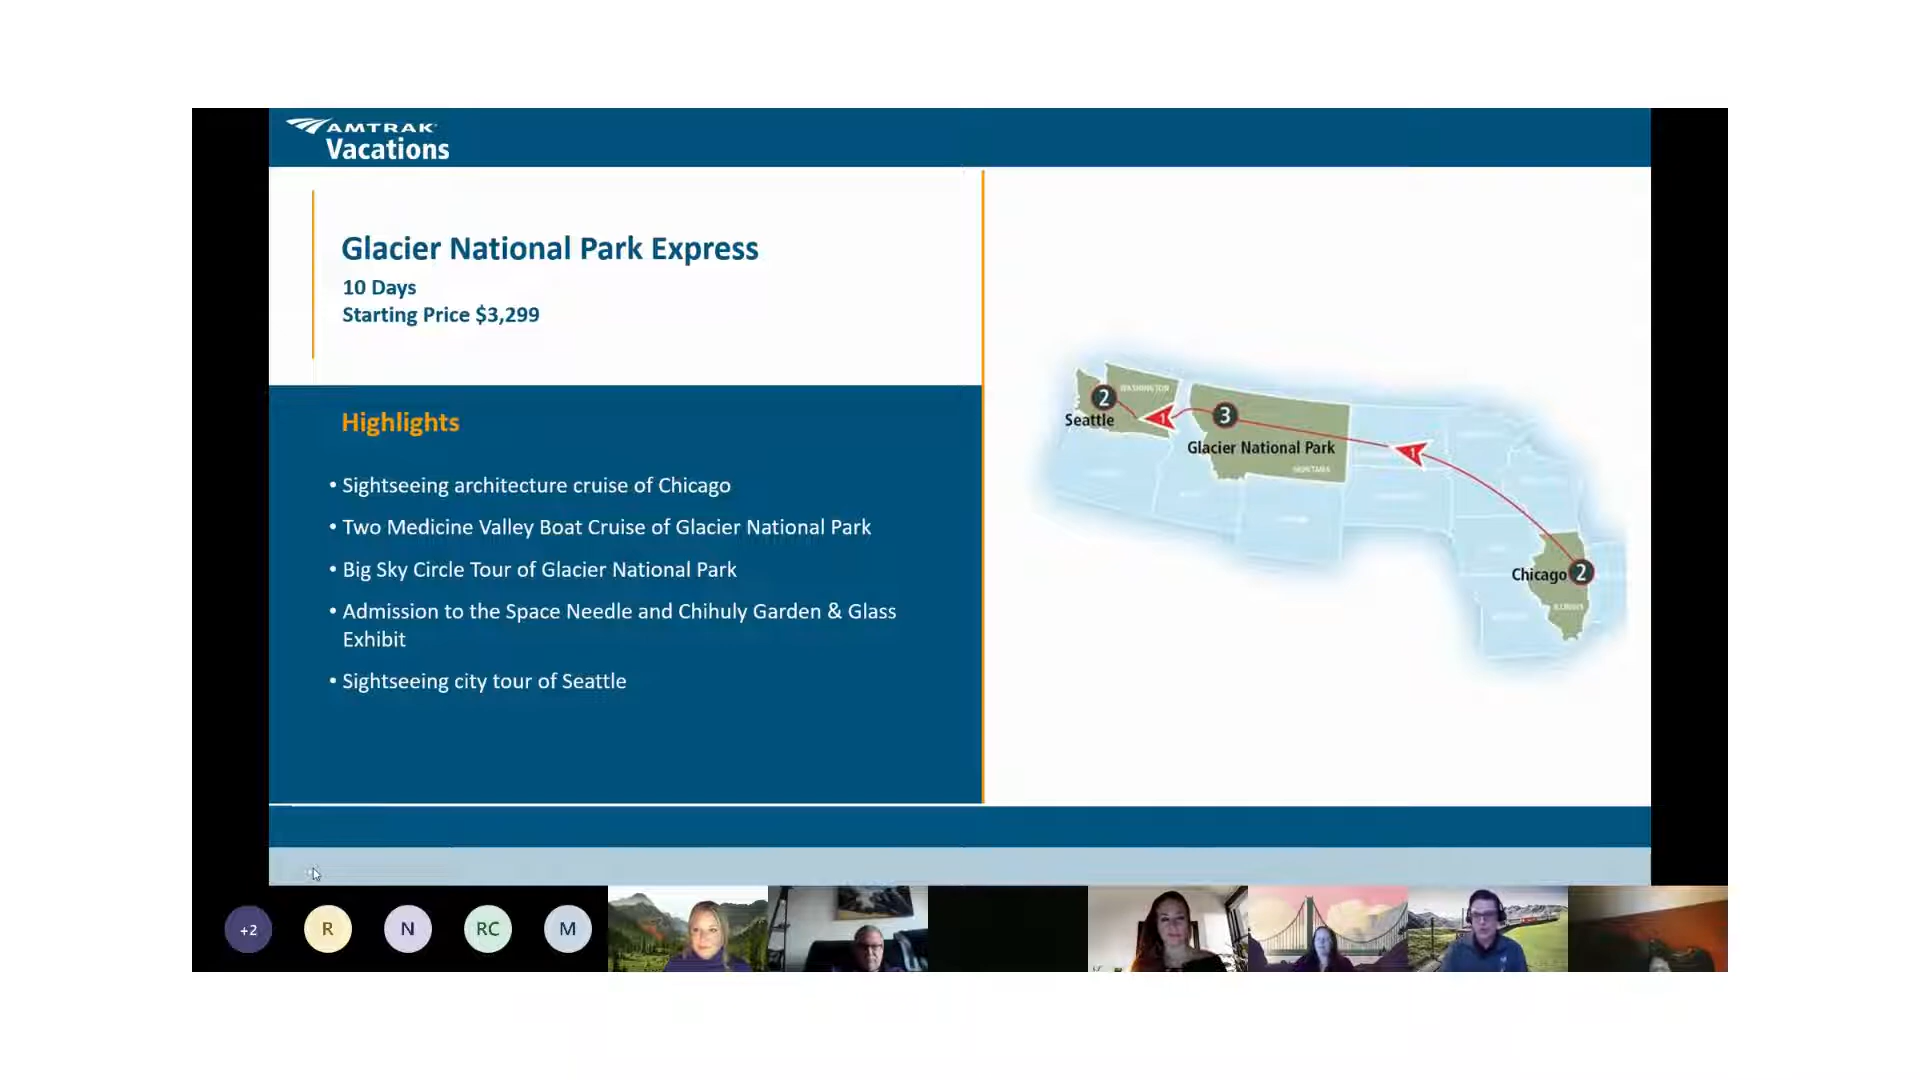 AMTRAK
Vacations
Glacier National Park Express
10 Days
Starting Price $3,299
Highlights
• Sightseeing architecture cruise of Chicago
• Two Medicine Valley Boat Cruise of Glacier National Park
• Big Sky Circle Tour of Glacier National Park
• Admission to the Space Needle and Chihuly Garden & Glass
Exhibit
• Sightseeing city tour of Seattle
WASHINGTON
2
Seattle
1
3
Glacier National Park
MONTANA
1
Chicago 2
ILLINOIS
+2
R
N
RC
M